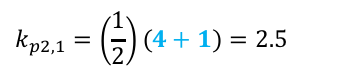 k_{p2,1} = (1/2) (4 + 1) = 2.5